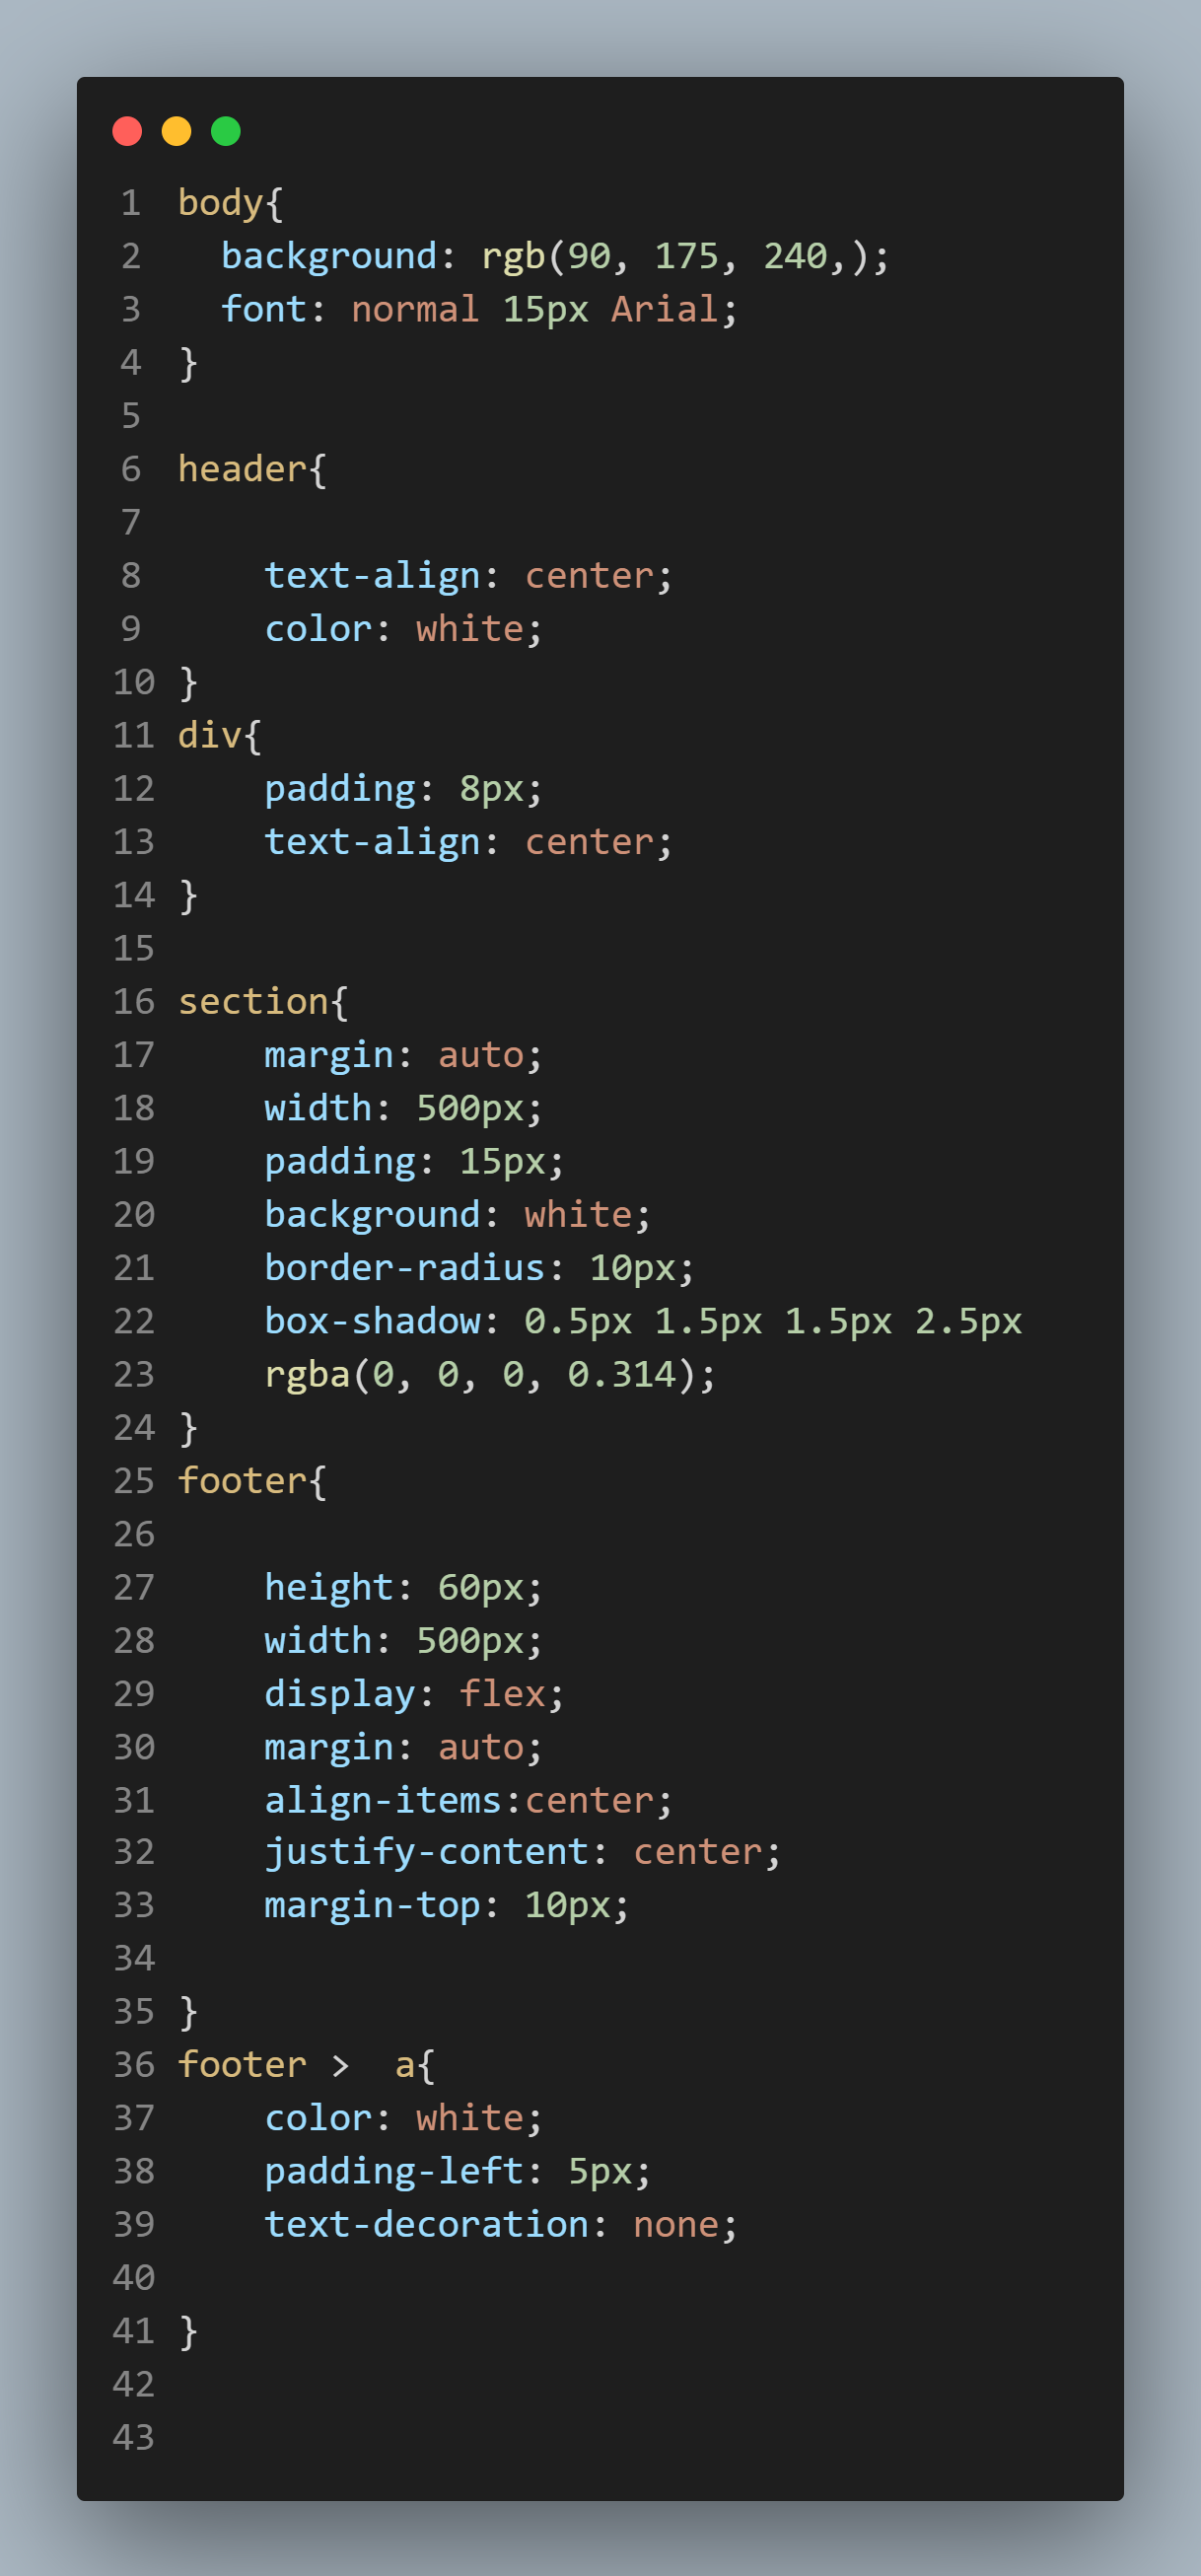 1 body{
2   background: rgb(90, 175, 240,);
3   font: normal 15px Arial;
4 }
5
6 header{
7
8     text-align: center;
9     color: white;
10 }
11 div{
12     padding: 8px;
13     text-align: center;
14 }
15
16 section{
17     margin: auto;
18     width: 500px;
19     padding: 15px;
20     background: white;
21     border-radius: 10px;
22     box-shadow: 0.5px 1.5px 1.5px 2.5px
23     rgba(0, 0, 0, 0.314);
24 }
25 footer{
26
27     height: 60px;
28     width: 500px;
29     display: flex;
30     margin: auto;
31     align-items:center;
32     justify-content: center;
33     margin-top: 10px;
34
35 }
36 footer >  a{
37     color: white;
38     padding-left: 5px;
39     text-decoration: none;
40
41 }
42
43